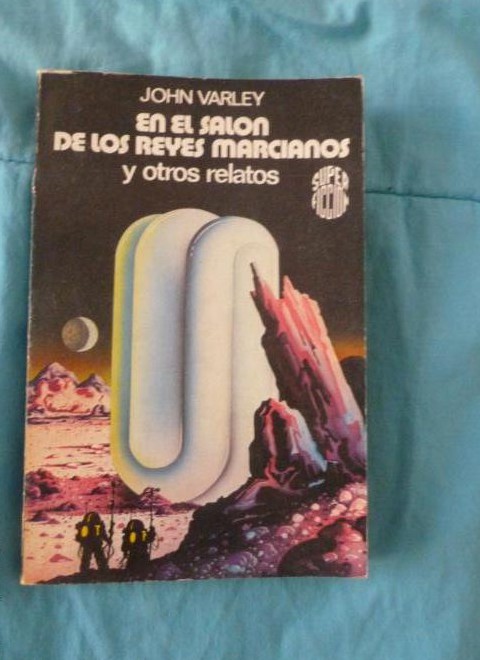 JOHN VARLEY
EN EL SALON
DE LOS REYES MARCIANOS
y otros relatos
SUPER
FICCION